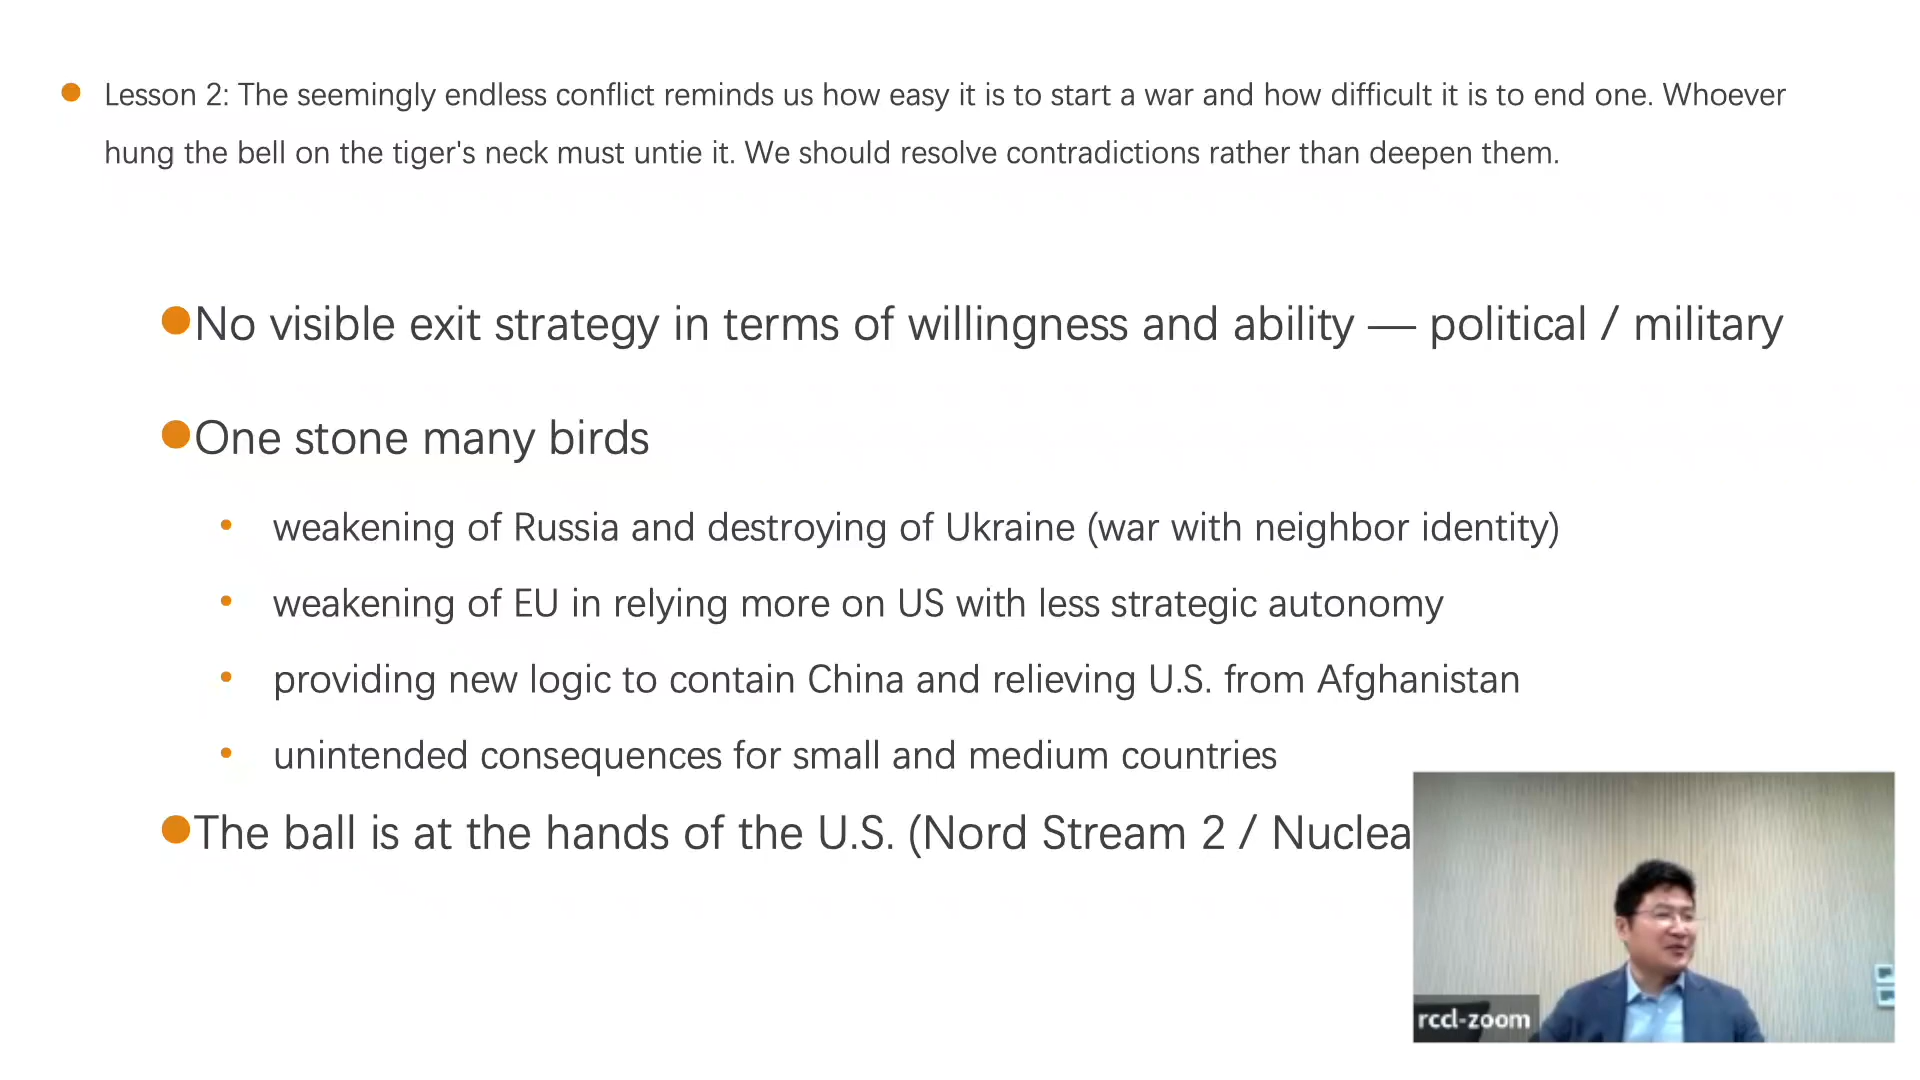 Lesson 2: The seemingly endless conflict reminds us how easy it is to start a war and how difficult it is to end one. Whoever
hung the bell on the tiger's neck must untie it. We should resolve contradictions rather than deepen them.
No visible exit strategy in terms of willingness and ability — political / military
One stone many birds
weakening of Russia and destroying of Ukraine (war with neighbor identity)
weakening of EU in relying more on US with less strategic autonomy
providing new logic to contain China and relieving U.S. from Afghanistan
unintended consequences for small and medium countries
The ball is at the hands of the U.S. (Nord Stream 2 / Nuclea
rccl-zoom